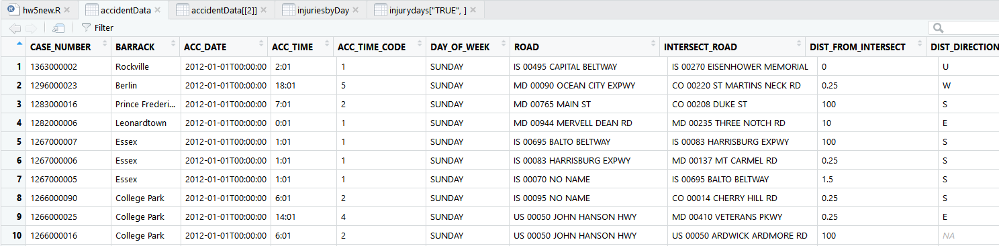 hw5new.R accidentData accidentData[[2]] injuriesbyDay injurydays["TRUE", ]
Filter
CASE_NUMBER BARRACK ACC_DATE ACC_TIME ACC_TIME_CODE DAY_OF_WEEK ROAD INTERSECT_ROAD DIST_FROM_INTERSECT DIST_DIRECTION
1 1363000002 Rockville 2012-01-01T00:00:00 2:01 1 SUNDAY IS 00495 CAPITAL BELTWAY IS 00270 EISENHOWER MEMORIAL 0 U
2 1296000023 Berlin 2012-01-01T00:00:00 18:01 5 SUNDAY MD 00090 OCEAN CITY EXPWY CO 00220 ST MARTINS NECK RD 0.25 W
3 1283000016 Prince Frederi... 2012-01-01T00:00:00 7:01 2 SUNDAY MD 00765 MAIN ST CO 00208 DUKE ST 100 S
4 1282000006 Leonardtown 2012-01-01T00:00:00 0:01 1 SUNDAY MD 00944 MERVELL DEAN RD MD 00235 THREE NOTCH RD 10 E
5 1267000007 Essex 2012-01-01T00:00:00 1:01 1 SUNDAY IS 00695 BALTO BELTWAY IS 00083 HARRISBURG EXPWY 100 S
6 1267000006 Essex 2012-01-01T00:00:00 1:01 1 SUNDAY IS 00083 HARRISBURG EXPWY MD 00137 MT CARMEL RD 0.25 S
7 1267000005 Essex 2012-01-01T00:00:00 1:01 1 SUNDAY IS 00070 NO NAME IS 00695 BALTO BELTWAY 1.5 S
8 1266000090 College Park 2012-01-01T00:00:00 6:01 2 SUNDAY IS 00095 NO NAME CO 00014 CHERRY HILL RD 0.25 S
9 1266000025 College Park 2012-01-01T00:00:00 14:01 4 SUNDAY US 00050 JOHN HANSON HWY MD 00410 VETERANS PKWY 0.25 E
10 1266000016 College Park 2012-01-01T00:00:00 6:01 2 SUNDAY US 00050 JOHN HANSON HWY US 00050 ARDWICK ARDMORE RD 100 NA